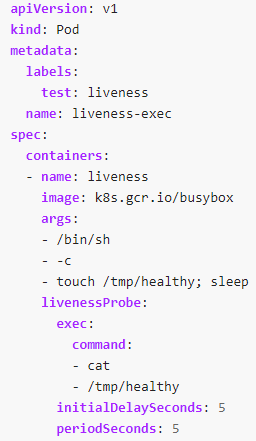 apiVersion: v1
kind: Pod
metadata:
  labels:
    test: liveness
  name: liveness-exec
spec:
  containers:
  - name: liveness
    image: k8s.gcr.io/busybox
    args:
    - /bin/sh
    - -c
    - touch /tmp/healthy; sleep
    livenessProbe:
      exec:
        command:
        - cat
        - /tmp/healthy
      initialDelaySeconds: 5
      periodSeconds: 5